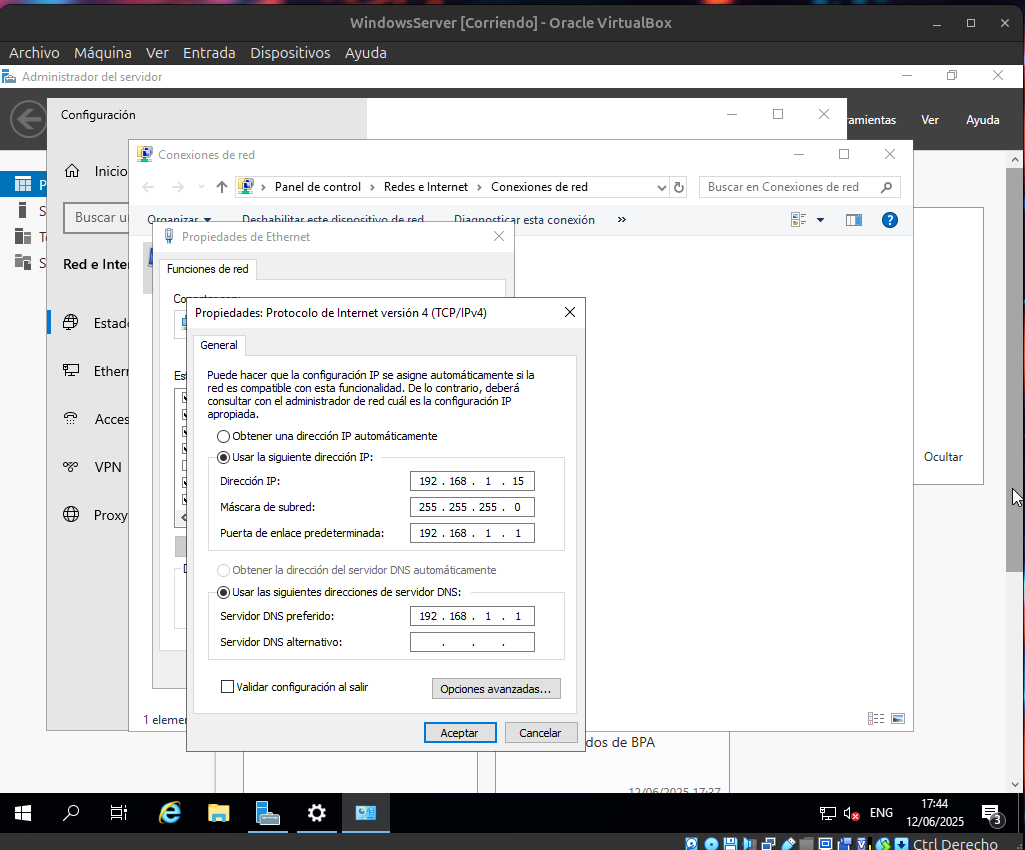 WindowsServer [Corriendo] - Oracle VirtualBox
Archivo Máquina Ver Entrada Dispositivos Ayuda
Administrador del servidor
Configuración
ramientas Ver Ayuda
Conexiones de red
Inicio
Panel de control Redes e Internet Conexiones de red
Buscar en Conexiones de red
Buscar u
Organizar Deshabilitar este dispositivo de red Diagnosticar esta conexión »
Propiedades de Ethernet
Red e Inter
Funciones de red
Propiedades: Protocolo de Internet versión 4 (TCP/IPv4)
Estado
General
Ethern
Puede hacer que la configuración IP se asigne automáticamente si la
red es compatible con esta funcionalidad. De lo contrario, deberá
consultar con el administrador de red cuál es la configuración IP
apropiada.
Acces
Obtener una dirección IP automáticamente
Usar la siguiente dirección IP:
Ocultar
VPN
Dirección IP: 192 . 168 . 1 . 15
Máscara de subred: 255 . 255 . 255 . 0
Proxy
Puerta de enlace predeterminada: 192 . 168 . 1 . 1
Obtener la dirección del servidor DNS automáticamente
Usar las siguientes direcciones de servidor DNS:
Servidor DNS preferido: 192 . 168 . 1 . 1
Servidor DNS alternativo: . . .
Validar configuración al salir
Opciones avanzadas...
1 elemen
Aceptar Cancelar
dos de BPA
12/06/2025 17:37
ENG
17:44
12/06/2025
3
Ctrl Derecho